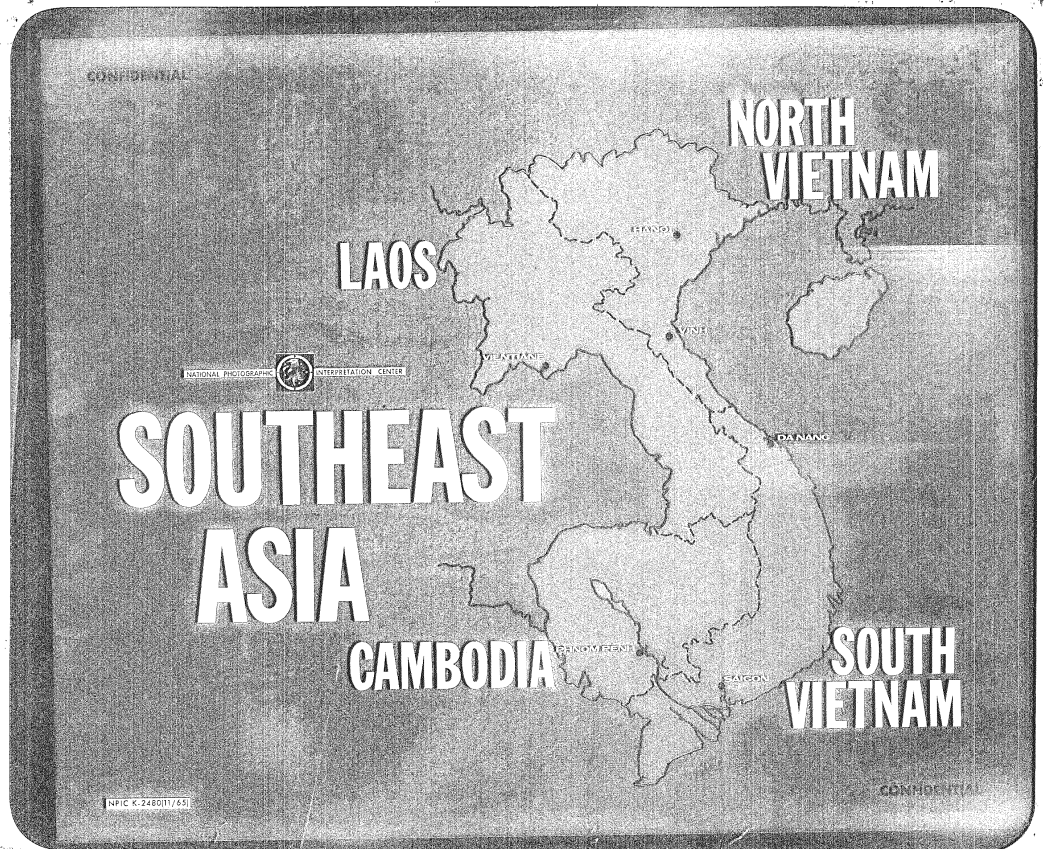 CONFIDENTIAL
NORTH
VIETNAM
HANOI
LAOS
VINH
VIENTIANE
NATIONAL PHOTOGRAPHIC INTERPRETATION CENTER
SOUTHEAST
ASIA
DA NANG
CAMBODIA
PHNOM PENH
SAIGON
SOUTH
VIETNAM
CONFIDENTIAL
NPIC K-2480(11/65)